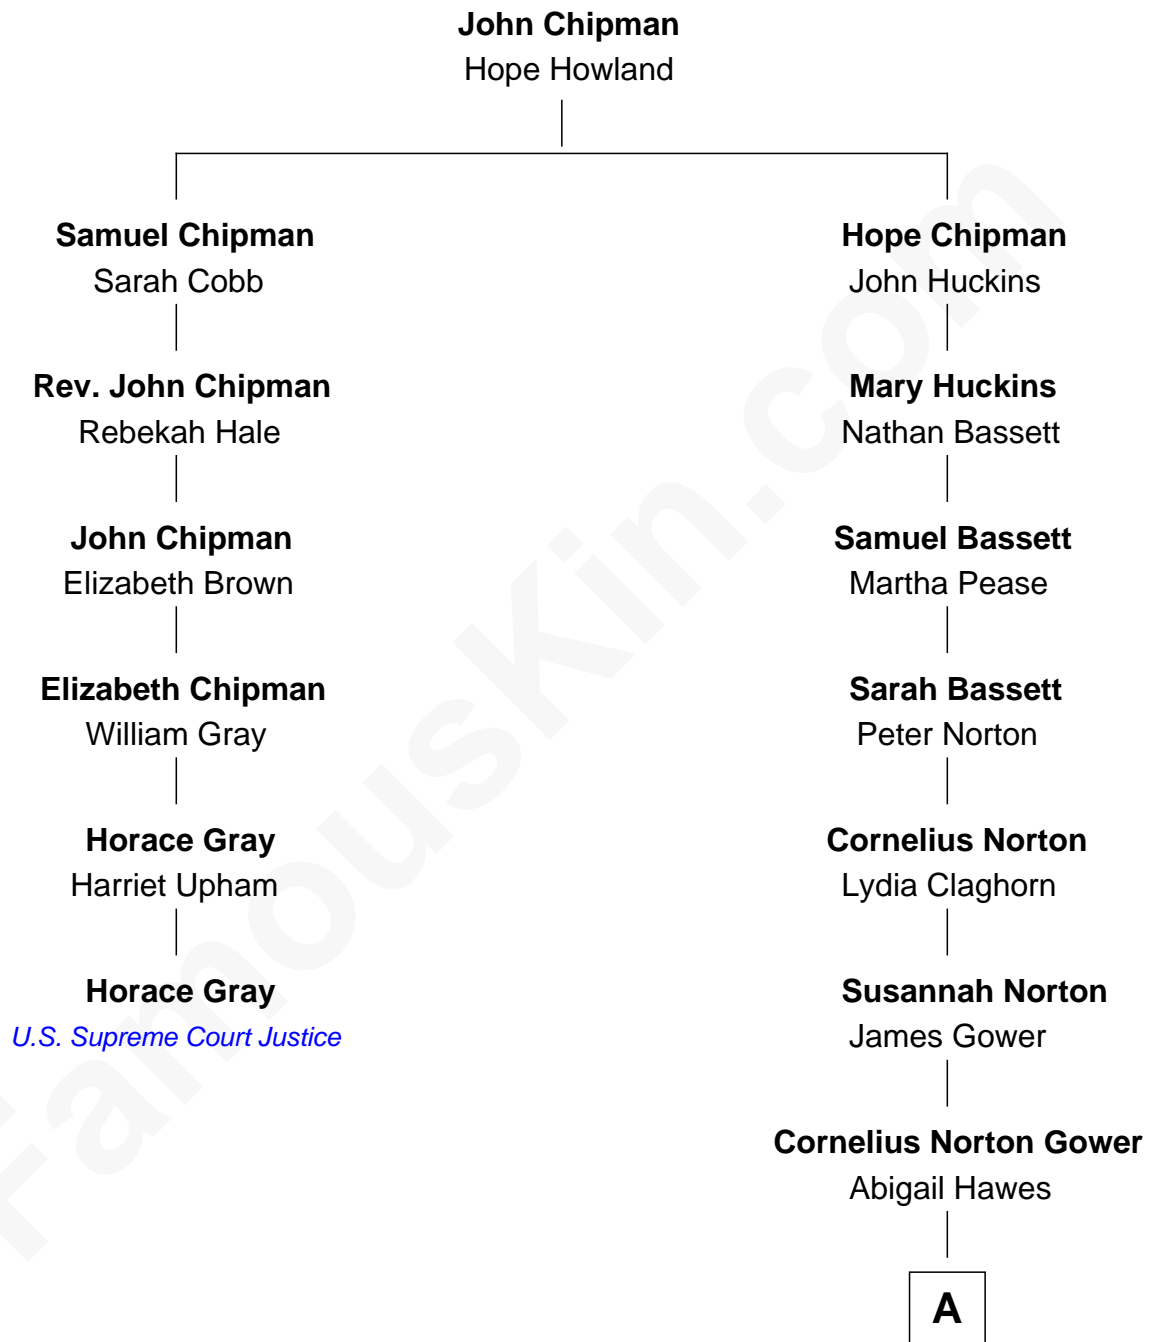 John Chipman
Hope Howland
Samuel Chipman
Sarah Cobb
Rev. John Chipman
Rebekah Hale
John Chipman
Elizabeth Brown
Elizabeth Chipman
William Gray
Horace Gray
Harriet Upham
Horace Gray
U.S. Supreme Court Justice
Hope Chipman
John Huckins
Mary Huckins
Nathan Bassett
Samuel Bassett
Martha Pease
Sarah Bassett
Peter Norton
Cornelius Norton
Lydia Claghorn
Susannah Norton
James Gower
Cornelius Norton Gower
Abigail Hawes
A
FamousKin.com